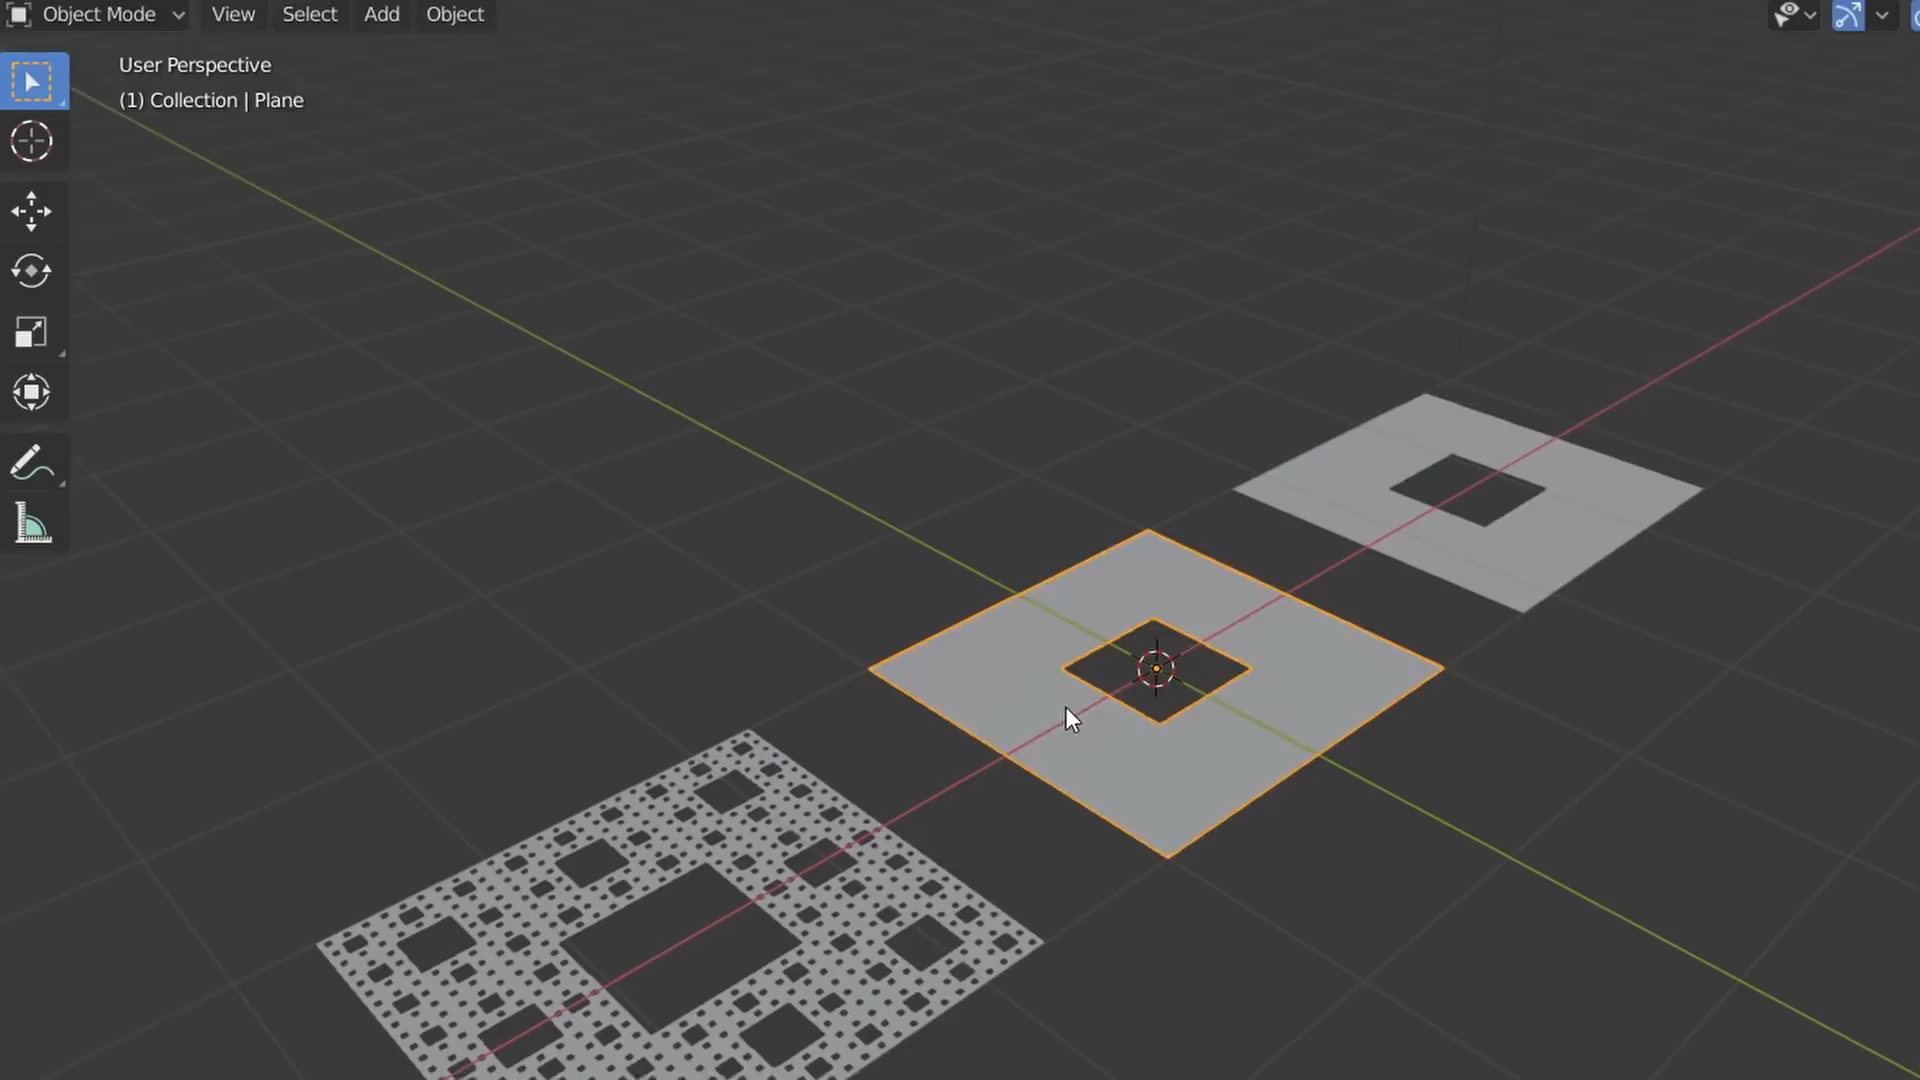 Object Mode View Select Add Object
User Perspective
(1) Collection | Plane